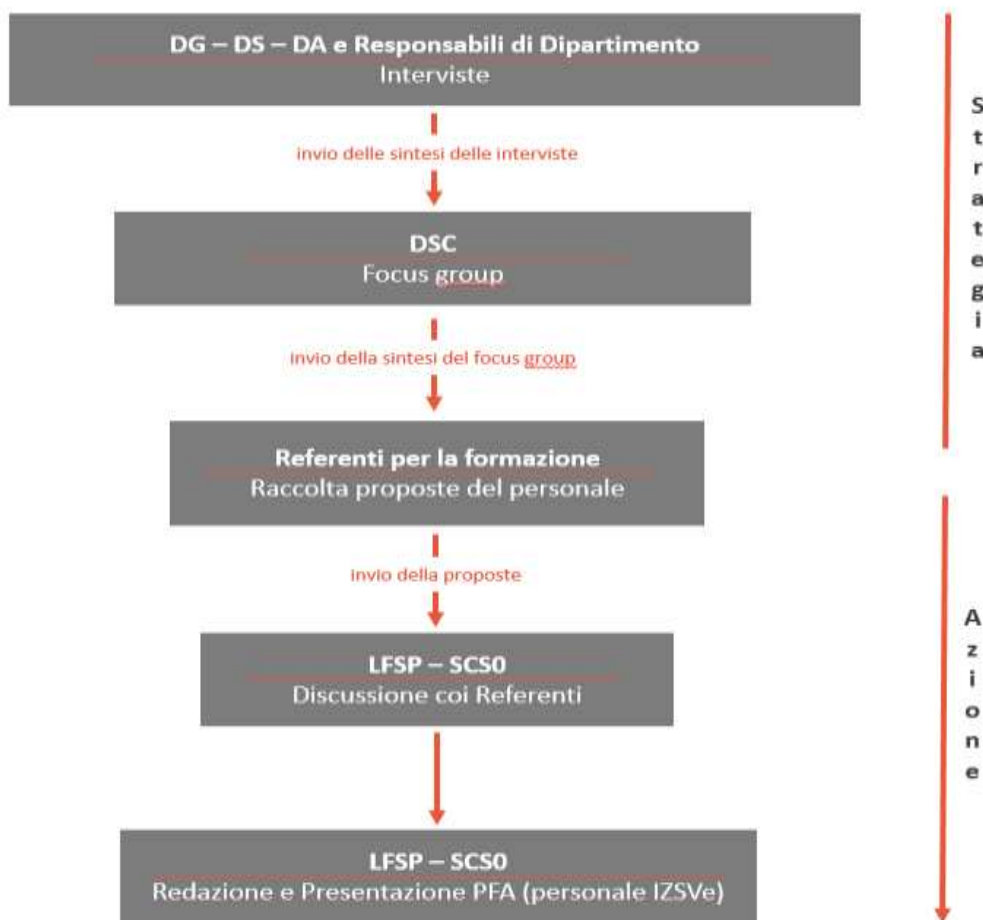 DG – DS – DA e Responsabili di Dipartimento
Interviste
invio delle sintesi delle interviste
DSC
Focus group
invio della sintesi del focus group
Referenti per la formazione
Raccolta proposte del personale
invio della proposte
LFSP – SCS0
Discussione coi Referenti
LFSP – SCS0
Redazione e Presentazione PFA (personale IZSVe)
Strategia
Azione